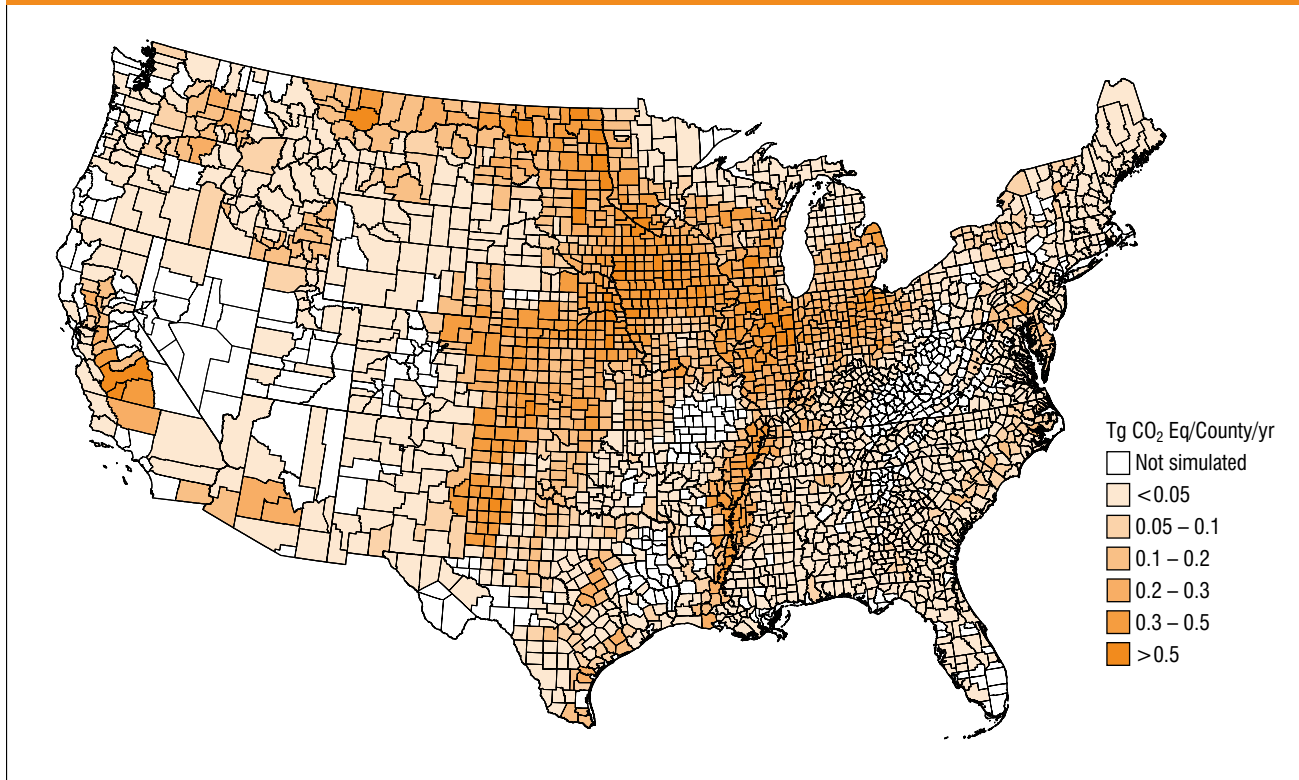 Tg CO₂ Eq/County/yr
Not simulated
<0.05
0.05 – 0.1
0.1 – 0.2
0.2 – 0.3
0.3 – 0.5
>0.5